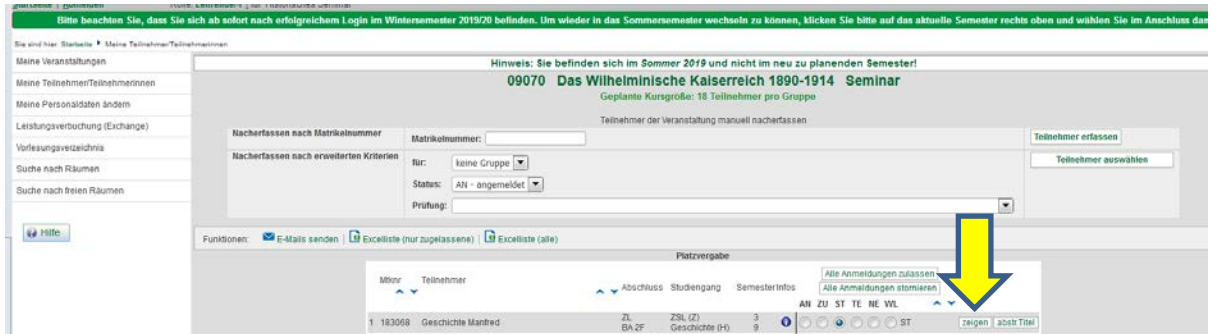 Startseite | Abmelden
Bitte beachten Sie, dass Sie sich ab sofort nach erfolgreichem Login im Wintersemester 2019/20 befinden. Um wieder in das Sommersemester wechseln zu können, klicken Sie bitte auf das aktuelle Semester rechts oben und wählen Sie im Anschluss das
Sie sind hier: Startseite Meine Teilnehmer/Teilnehmerinnen
Meine Veranstaltungen
Meine Teilnehmer/Teilnehmerinnen
Meine Personaldaten ändern
Leistungsverbuchung (Exchange)
Vorlesungsverzeichnis
Suche nach Räumen
Suche nach freien Räumen
Hilfe
Hinweis: Sie befinden sich im Sommer 2019 und nicht im neu zu planenden Semester!
09070 Das Wilhelminische Kaiserreich 1890-1914 Seminar
Geplante Kursgröße: 18 Teilnehmer pro Gruppe
Teilnehmer der Veranstaltung manuell nacherfassen
Nacherfassen nach Matrikelnummer Matrikelnummer: Teilnehmer erfassen
Nacherfassen nach erweiterten Kriterien für: keine Gruppe Teilnehmer auswählen
Status: AN - angemeldet
Prüfung:
Funktionen: E-Mails senden | Excelliste (nur zugelassene) | Excelliste (alle)
Platzvergabe
Mtknr Teilnehmer Abschluss Studiengang Semester Infos Alle Anmeldungen zulassen
Alle Anmeldungen stornieren
AN ZU ST TE NE WL
1 183068 Geschichte Manfred ZL ZSL (Z) 3 ST zeigen abstr.Titel
BA 2F Geschichte (H) 9